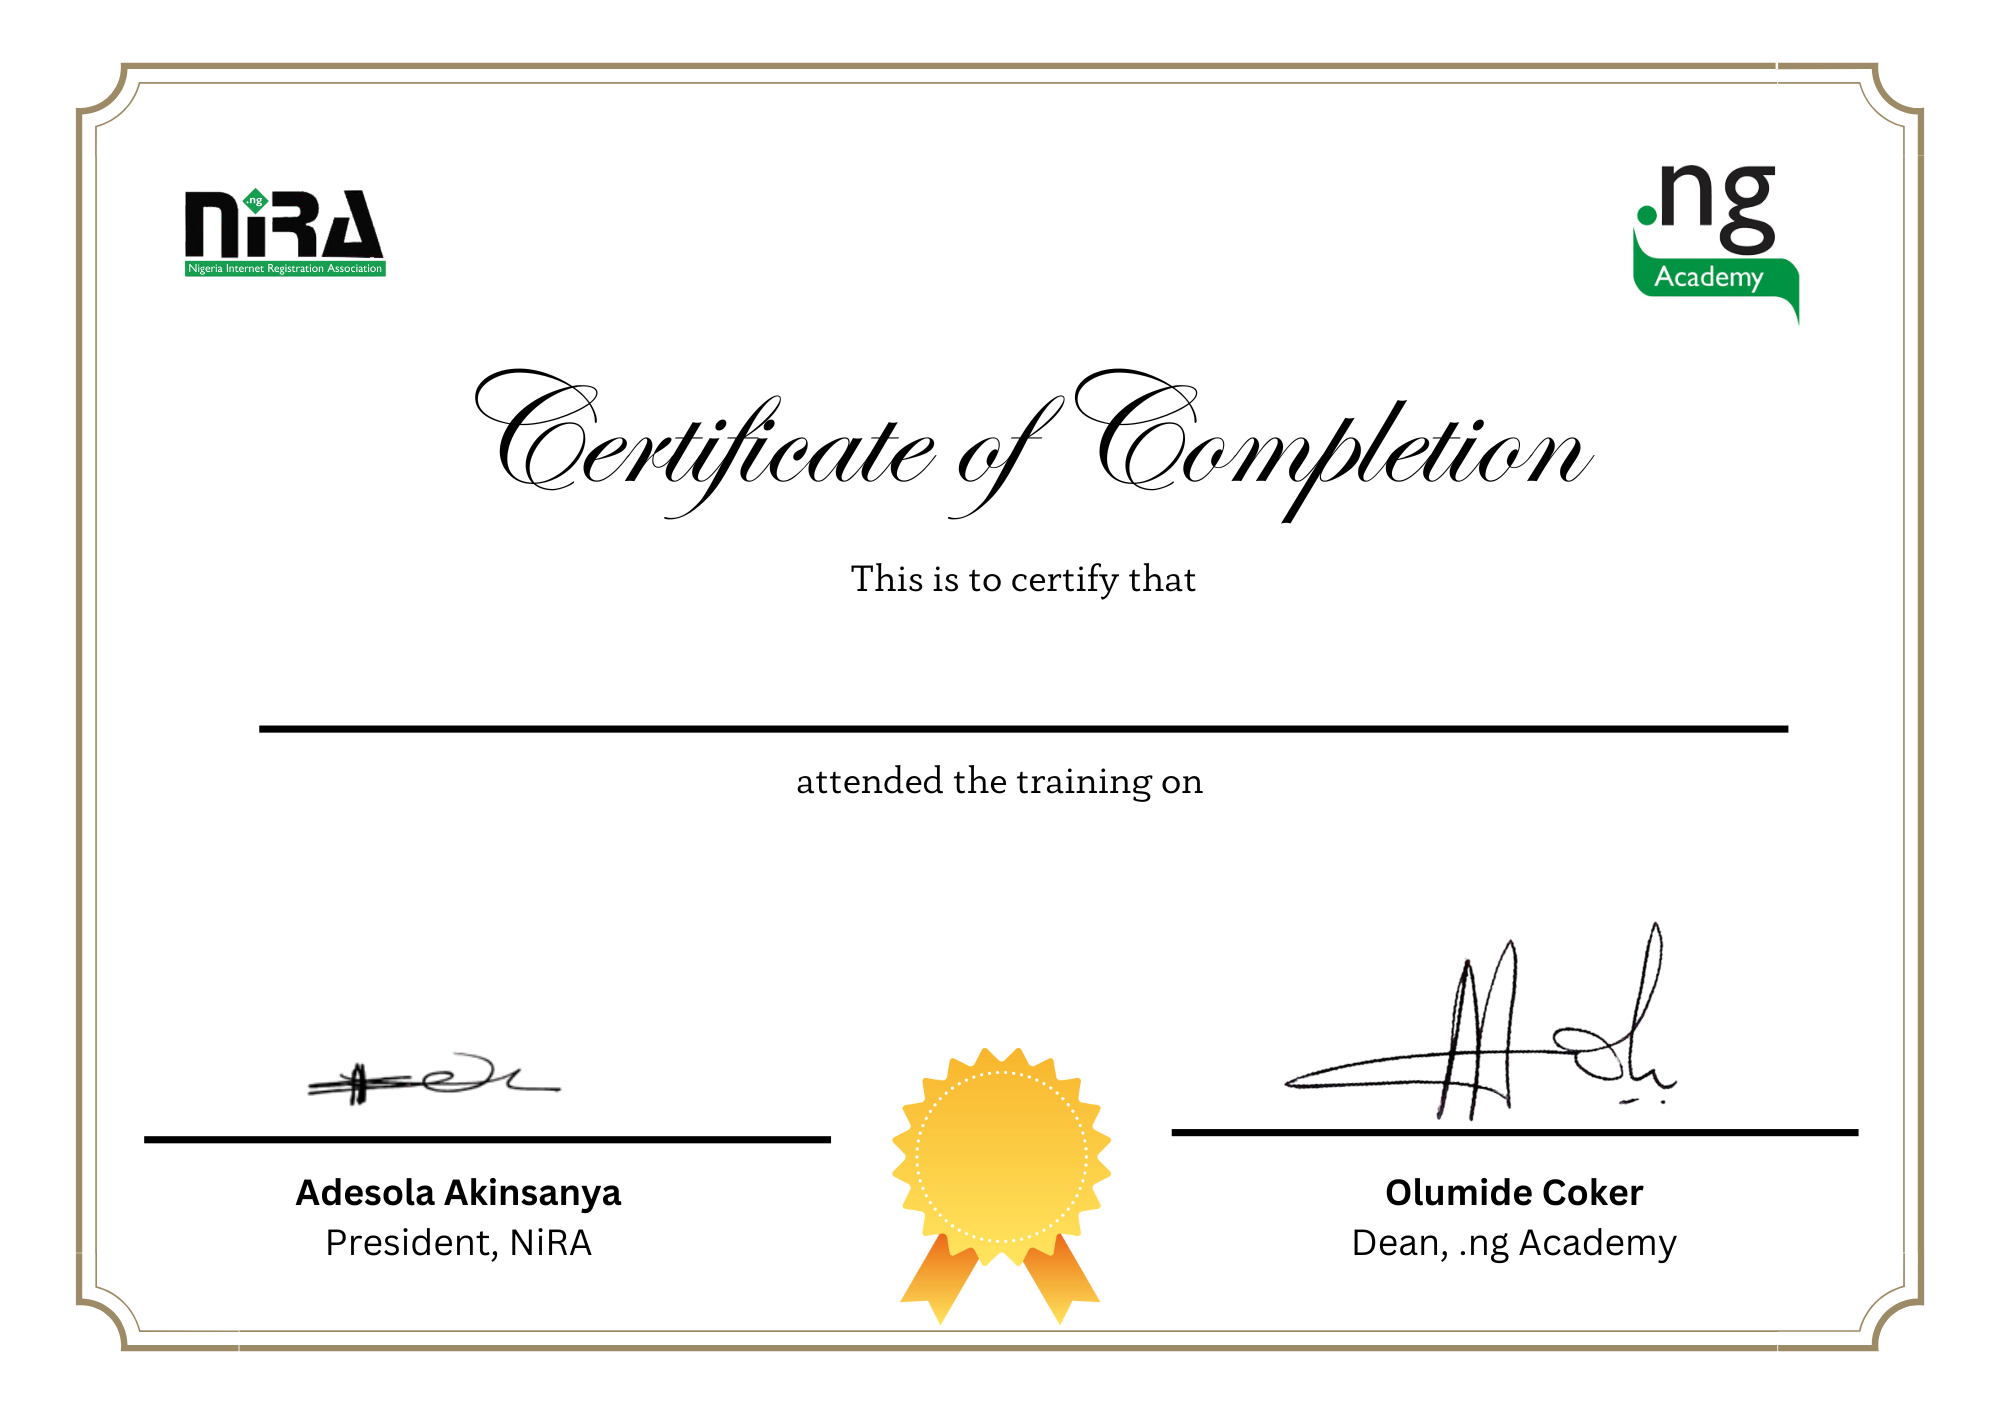 .ng
NiRA
Nigeria Internet Registration Association
.ng
Academy
Certificate of Completion
This is to certify that
attended the training on
Adesola Akinsanya
President, NiRA
Olumide Coker
Dean, .ng Academy